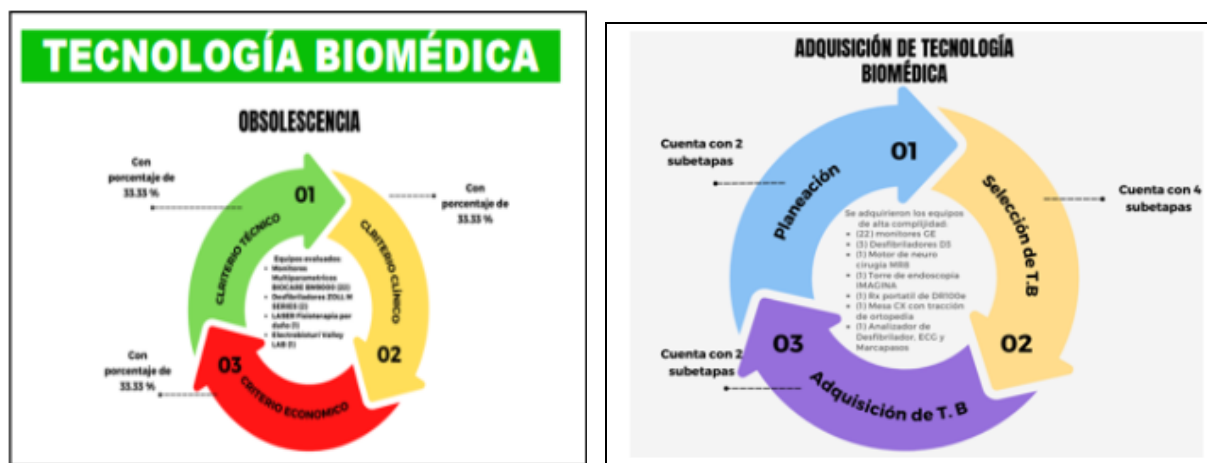 TECNOLOGÍA BIOMÉDICA
OBSOLESCENCIA
Con
porcentaje de
33.33 %
01
CLRITERIO TÉCNICO
Con
porcentaje de
33.33 %
CLRITERIO CLÍNICO
02
Equipos evaluados:
• Monitores
Multiparametricos
BIOCARE BM9000 (22)
• Desfibriladores ZOLL M
SERIES (2)
• LASER Fisioterapia por
daño (1)
• Electrobisturí Valley
LAB (1)
Con
porcentaje de
33.33 %
03
CRITERIO ECONOMICO
ADQUISICIÓN DE TECNOLOGÍA
BIOMÉDICA
Cuenta con 2
subetapas
01
Planeación
Selección de T.B
Cuenta con 4
subetapas
02
Se adquirieron los equipos
de alta complijidad:
• (22) monitores GE
• (3) Desfibriladores D3
• (1) Motor de neuro
cirugía MR8
• (1) Torre de endoscopia
IMAGINA
• (1) Rx portatil de DR100e
• (1) Mesa CX con tracción
de ortopedia
• (1) Analizador de
Desfibrilador, ECG y
Marcapasos
Cuenta con 2
subetapas
03
Adquisición de T. B